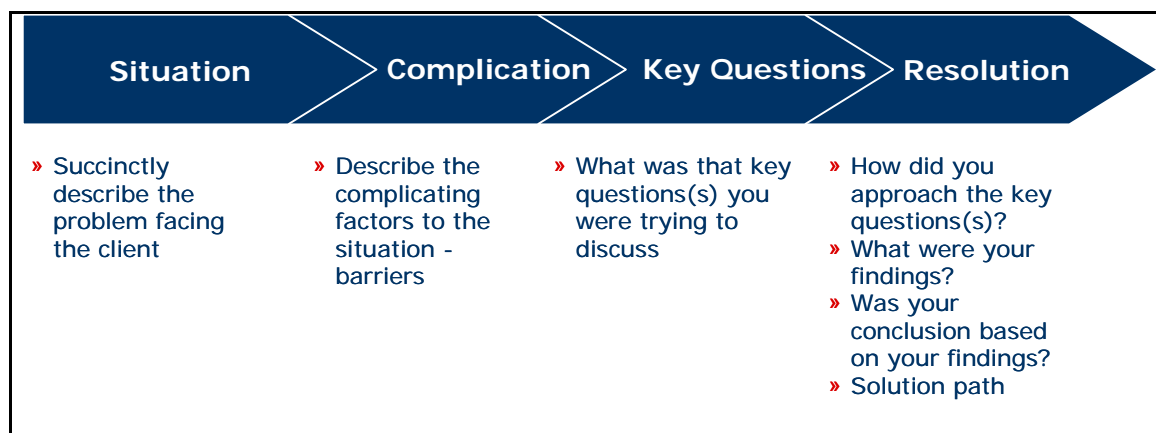 Situation
Complication
Key Questions
Resolution
» Succinctly
describe the
problem facing
the client
» Describe the
complicating
factors to the
situation -
barriers
» What was that key
questions(s) you
were trying to
discuss
» How did you
approach the key
questions(s)?
» What were your
findings?
» Was your
conclusion based
on your findings?
» Solution path